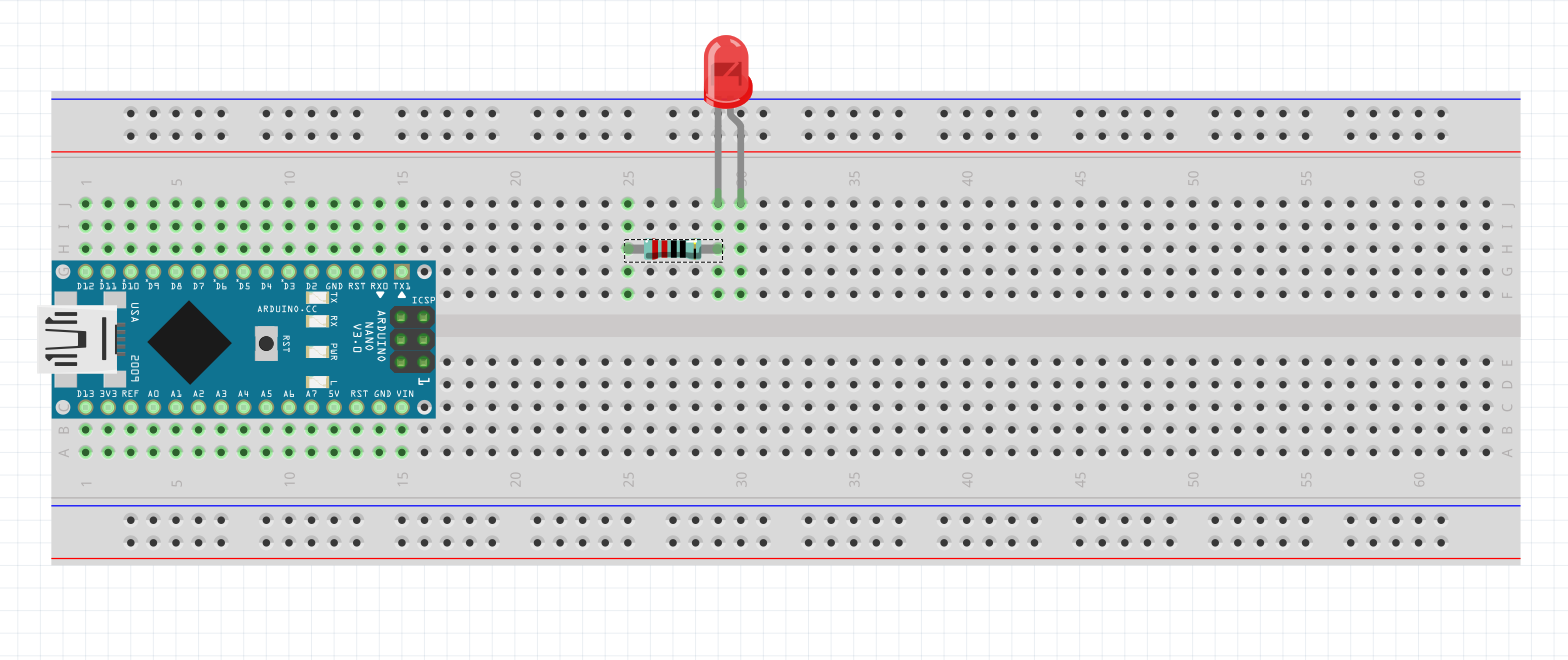 1 5 10 15 20 25 30 35 40 45 50 55 60
J J
I I
H H
G G
D12 D11 D10 D9 D8 D7 D6 D5 D4 D3 D2 GND RST RX0 TX1
F
TX
ICSP
USA
ARDUINO.CC
RX
ARDUINO
NANO
V3.0
RST
PWR
2009
L
1
E
D
D13 3V3 REF A0 A1 A2 A3 A4 A5 A6 A7 5V RST GND VIN
C C
B B
A A
1 5 10 15 20 25 30 35 40 45 50 55 60